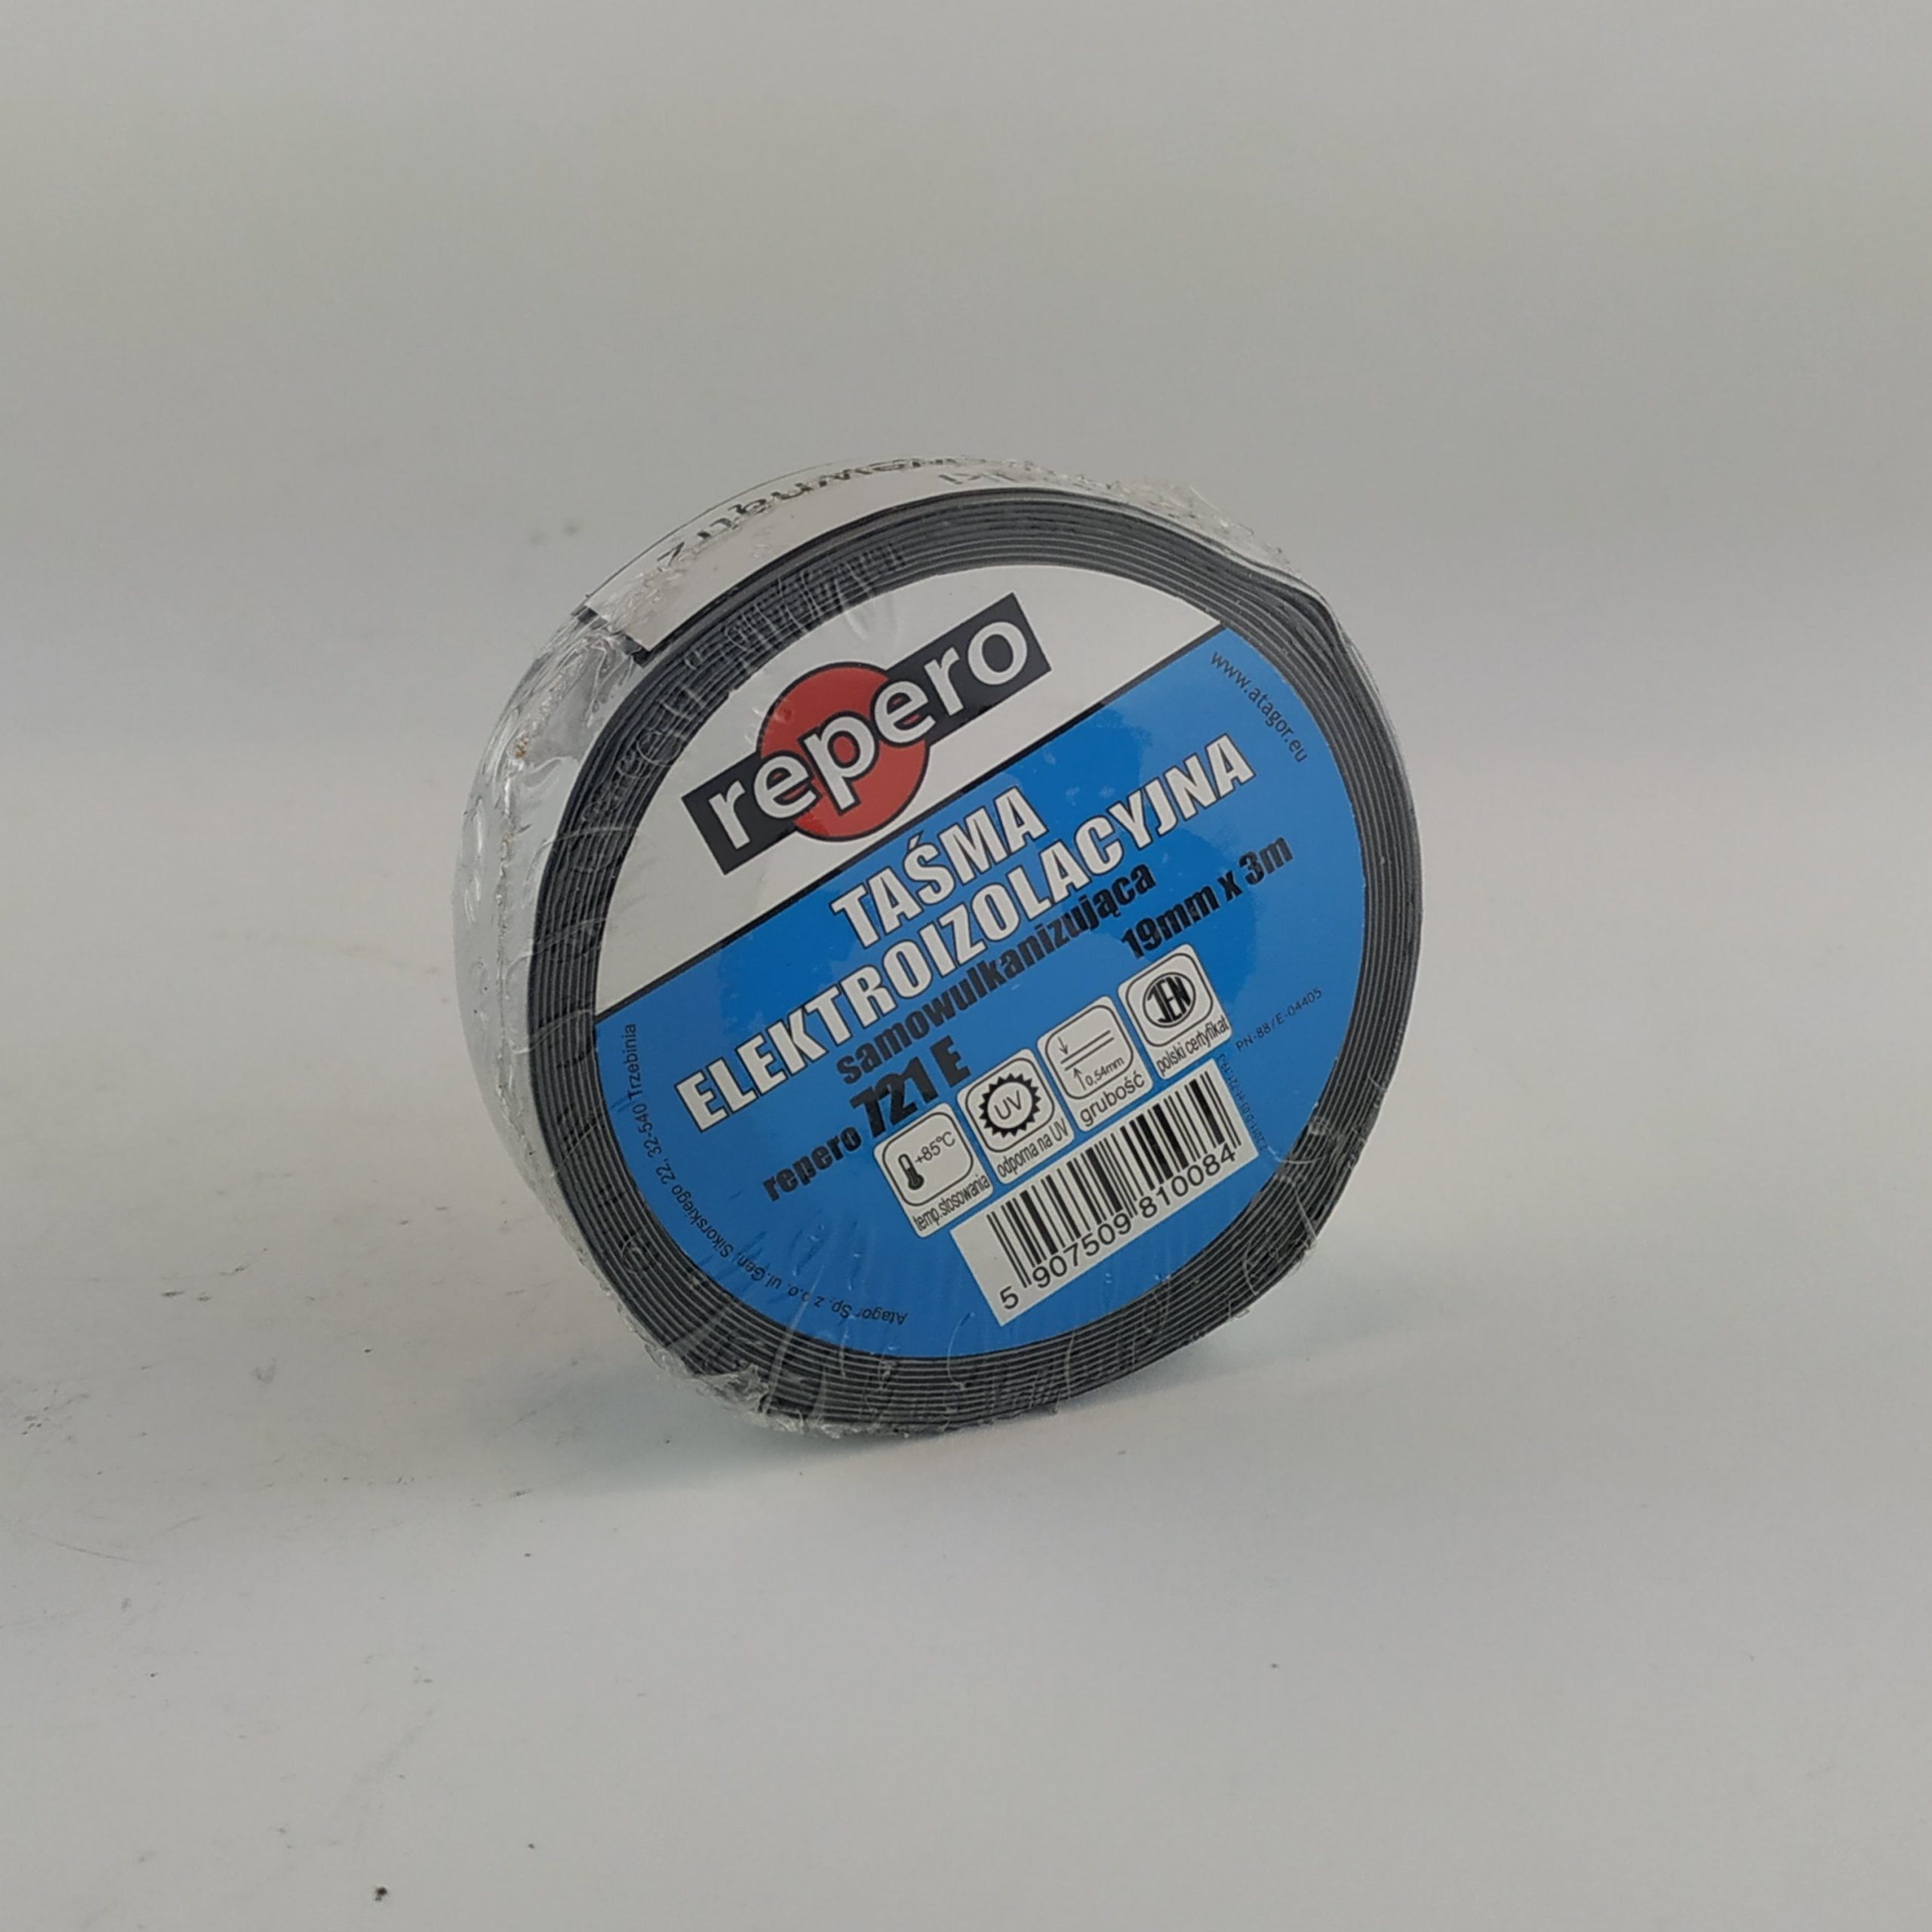 repero
www.atagor.eu
TAŚMA
ELEKTROIZOLACYJNA
samowulkanizująca
19mm x 3m
repero 721 E
+85°C
temp.stosowania
UV
odporna na UV
0,54mm
grubość
polski certyfikat
PN-88/E-04405
5 907509 810084
Atagor Sp. z o.o. ul.Gen. Sikorskiego 22, 32-540 Trzebinia